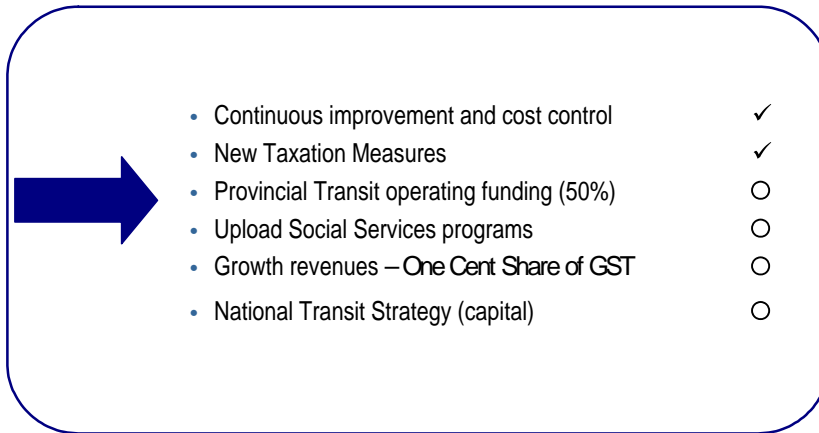 • Continuous improvement and cost control ✓
• New Taxation Measures ✓
• Provincial Transit operating funding (50%) ○
• Upload Social Services programs ○
• Growth revenues – One Cent Share of GST ○
• National Transit Strategy (capital) ○